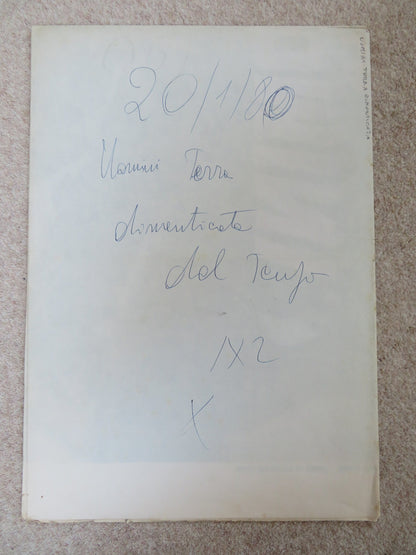 20/1/80
Uomini Terra
dimenticata
dal Tempo
1X2
X